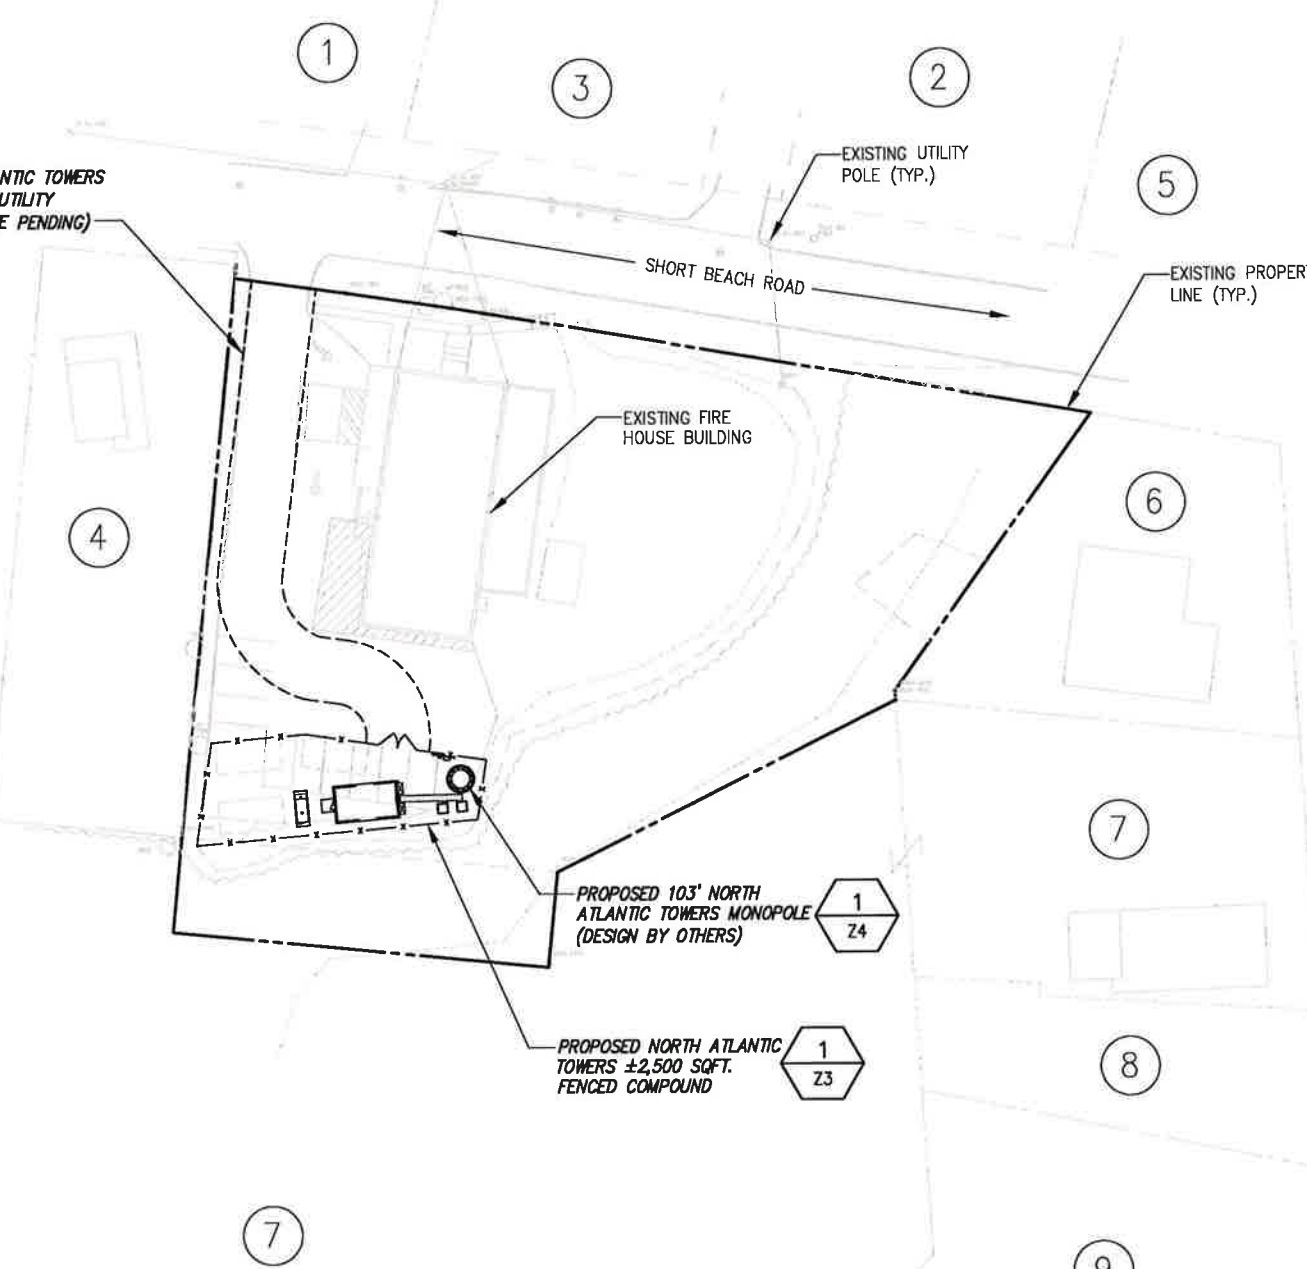 1
3
2
5
EXISTING UTILITY
POLE (TYP.)
NTIC TOWERS
UTILITY
E PENDING)
SHORT BEACH ROAD
EXISTING PROPERT
LINE (TYP.)
EXISTING FIRE
HOUSE BUILDING
4
6
7
PROPOSED 103' NORTH
ATLANTIC TOWERS MONOPOLE
(DESIGN BY OTHERS)
1
Z4
PROPOSED NORTH ATLANTIC
TOWERS ±2,500 SQFT.
FENCED COMPOUND
1
Z3
8
7
9